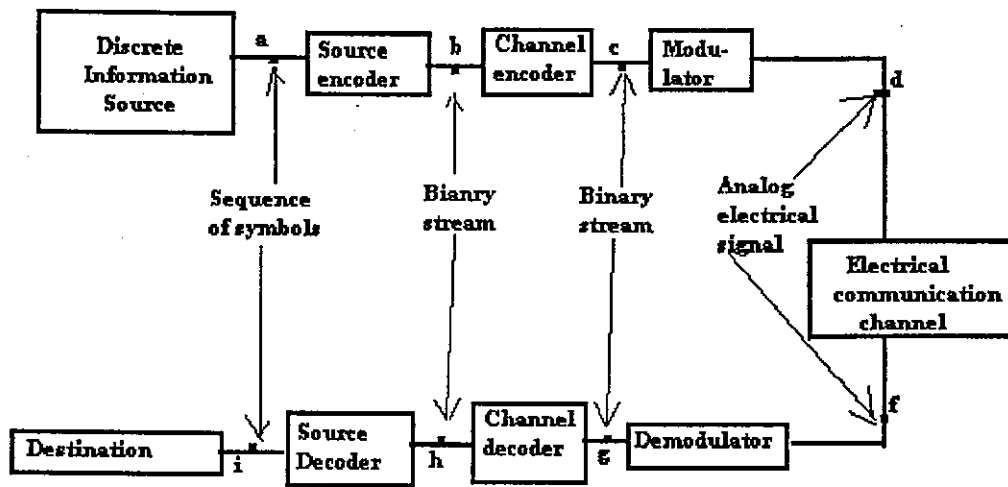 Discrete
Information
Source
a
Source
encoder
b
Channel
encoder
c
Modu-
lator
d
Sequence
of symbols
Bianry
stream
Binary
stream
Analog
electrical
signal
Electrical
communication
channel
Destination
i
Source
Decoder
h
Channel
decoder
g
Demodulator
f